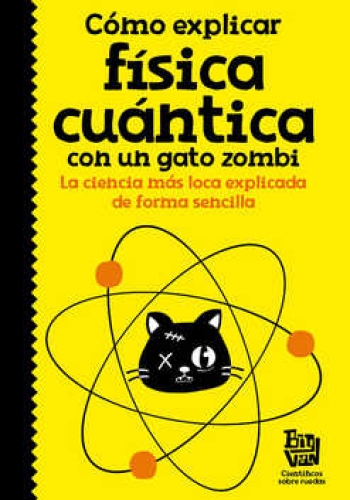 Cómo explicar
física
cuántica
con un gato zombi
La ciencia más loca explicada
de forma sencilla
Big
Van
Científicos
sobre ruedas